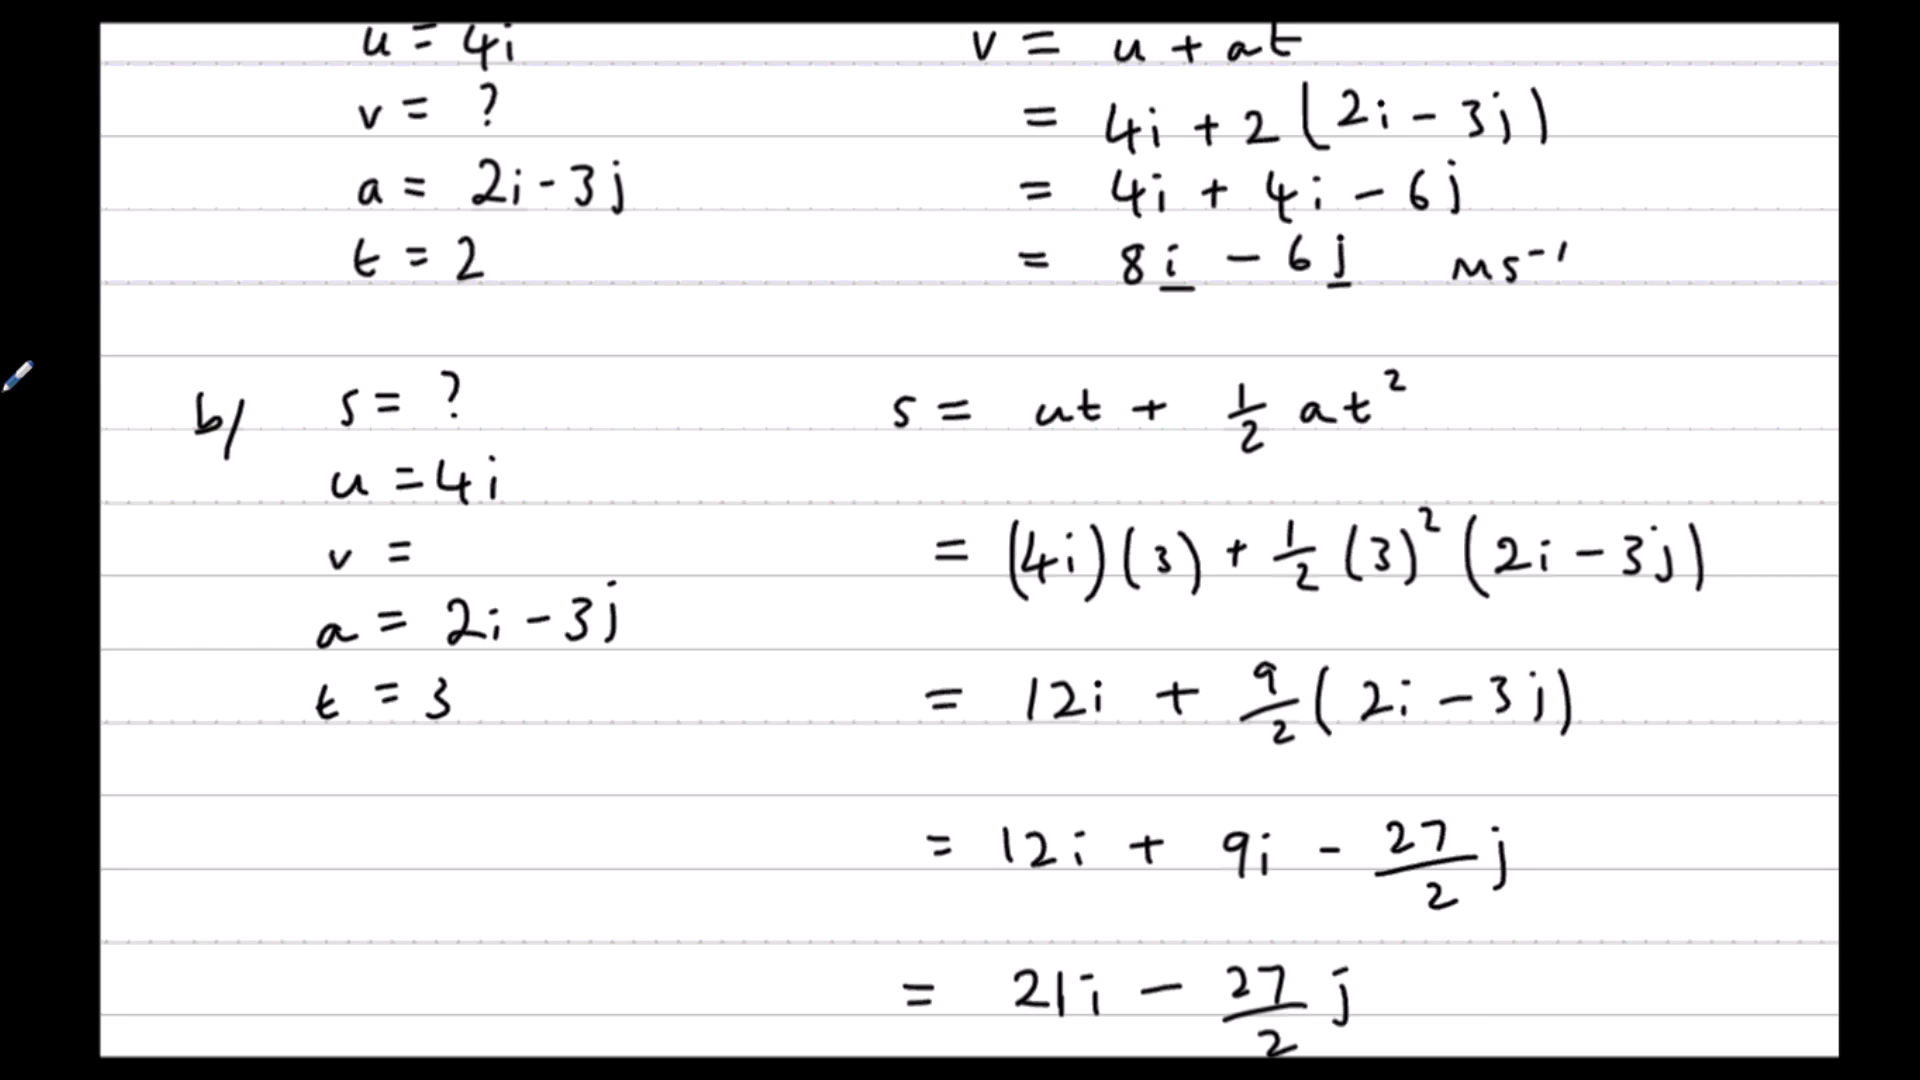 u = 4i
v = ?
a = 2i - 3j
t = 2
v = u + at
= 4i + 2(2i - 3j)
= 4i + 4i - 6j
= 8i - 6j ms⁻¹
b/ s = ?
u = 4i
v =
a = 2i - 3j
t = 3
s = ut + 1/2 at²
= (4i)(3) + 1/2 (3)² (2i - 3j)
= 12i + 9/2 (2i - 3j)
= 12i + 9i - 27/2 j
= 21i - 27/2 j